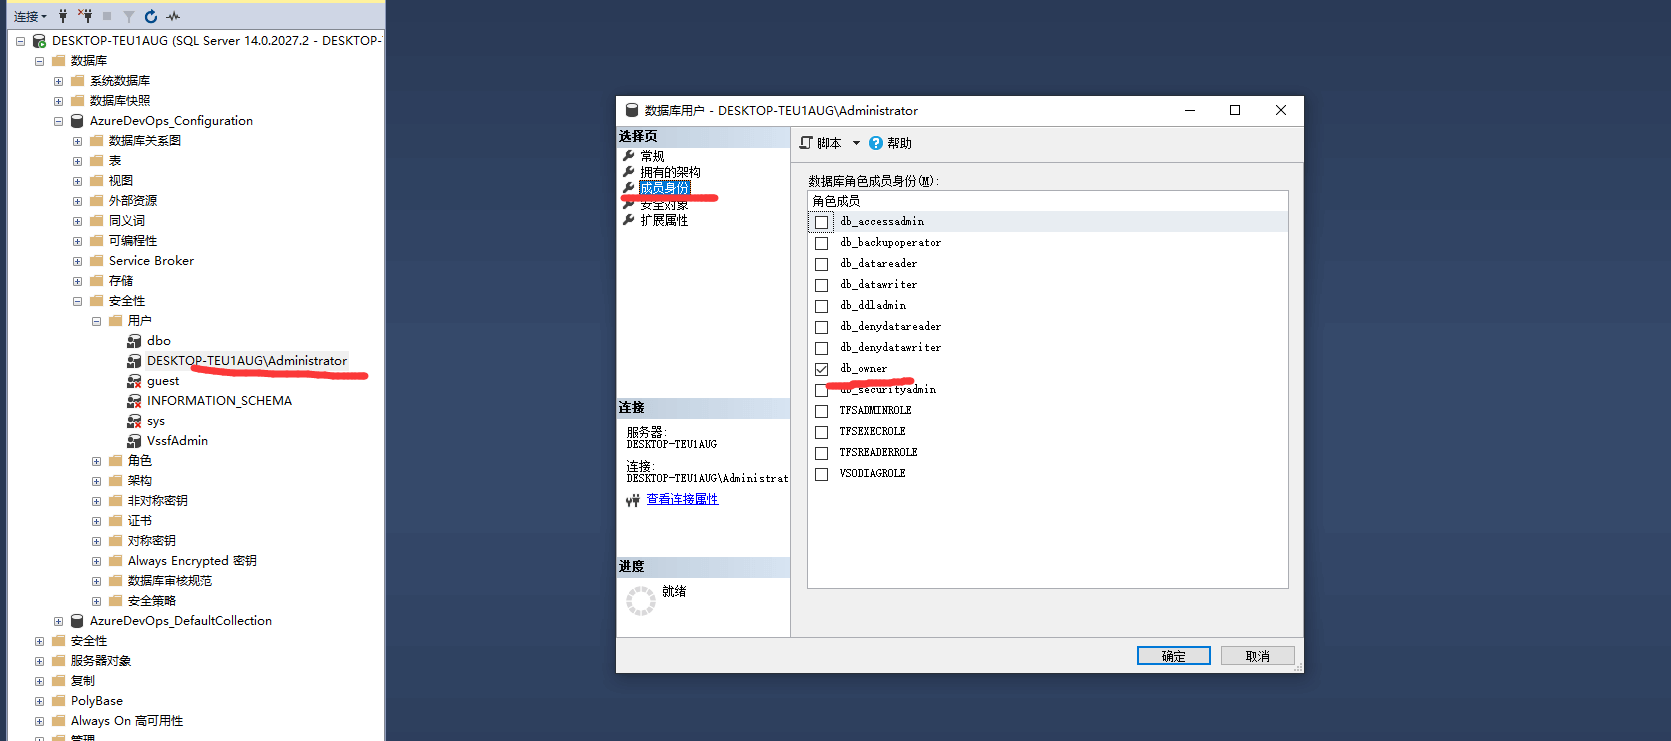 连接
DESKTOP-TEU1AUG (SQL Server 14.0.2027.2 - DESKTOP-
数据库
系统数据库
数据库快照
AzureDevOps_Configuration
数据库关系图
表
视图
外部资源
同义词
可编程性
Service Broker
存储
安全性
用户
dbo
DESKTOP-TEU1AUG\Administrator
guest
INFORMATION_SCHEMA
sys
VssfAdmin
角色
架构
非对称密钥
证书
对称密钥
Always Encrypted 密钥
数据库审核规范
安全策略
AzureDevOps_DefaultCollection
安全性
服务器对象
复制
PolyBase
Always On 高可用性
管理
数据库用户 - DESKTOP-TEU1AUG\Administrator
选择页
常规
拥有的架构
成员身份
安全对象
扩展属性
连接
服务器:
DESKTOP-TEU1AUG
连接:
DESKTOP-TEU1AUG\Administrat
查看连接属性
进度
就绪
脚本
帮助
数据库角色成员身份(M):
角色成员
db_accessadmin
db_backupoperator
db_datareader
db_datawriter
db_ddladmin
db_denydatareader
db_denydatawriter
db_owner
db_securityadmin
TFSADMINROLE
TFSEXECROLE
TFSREADERROLE
VSODIAGROLE
确定
取消